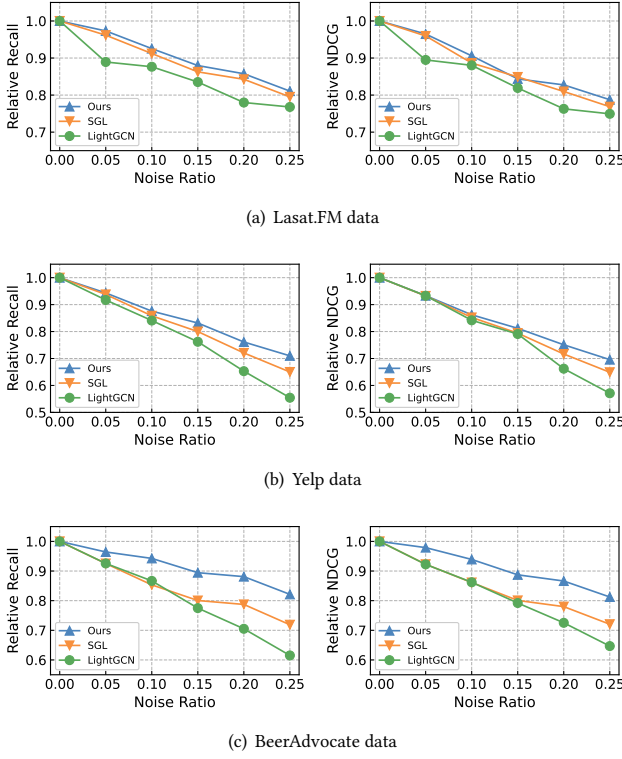 1.0
0.9
0.8
0.7
Relative Recall
Ours
SGL
LightGCN
0.00 0.05 0.10 0.15 0.20 0.25
Noise Ratio
1.0
0.9
0.8
0.7
Relative NDCG
Ours
SGL
LightGCN
0.00 0.05 0.10 0.15 0.20 0.25
Noise Ratio
(a) Lasat.FM data
1.0
0.9
0.8
0.7
0.6
0.5
Relative Recall
Ours
SGL
LightGCN
0.00 0.05 0.10 0.15 0.20 0.25
Noise Ratio
1.0
0.9
0.8
0.7
0.6
0.5
Relative NDCG
Ours
SGL
LightGCN
0.00 0.05 0.10 0.15 0.20 0.25
Noise Ratio
(b) Yelp data
1.0
0.9
0.8
0.7
0.6
Relative Recall
Ours
SGL
LightGCN
0.00 0.05 0.10 0.15 0.20 0.25
Noise Ratio
1.0
0.9
0.8
0.7
0.6
Relative NDCG
Ours
SGL
LightGCN
0.00 0.05 0.10 0.15 0.20 0.25
Noise Ratio
(c) BeerAdvocate data